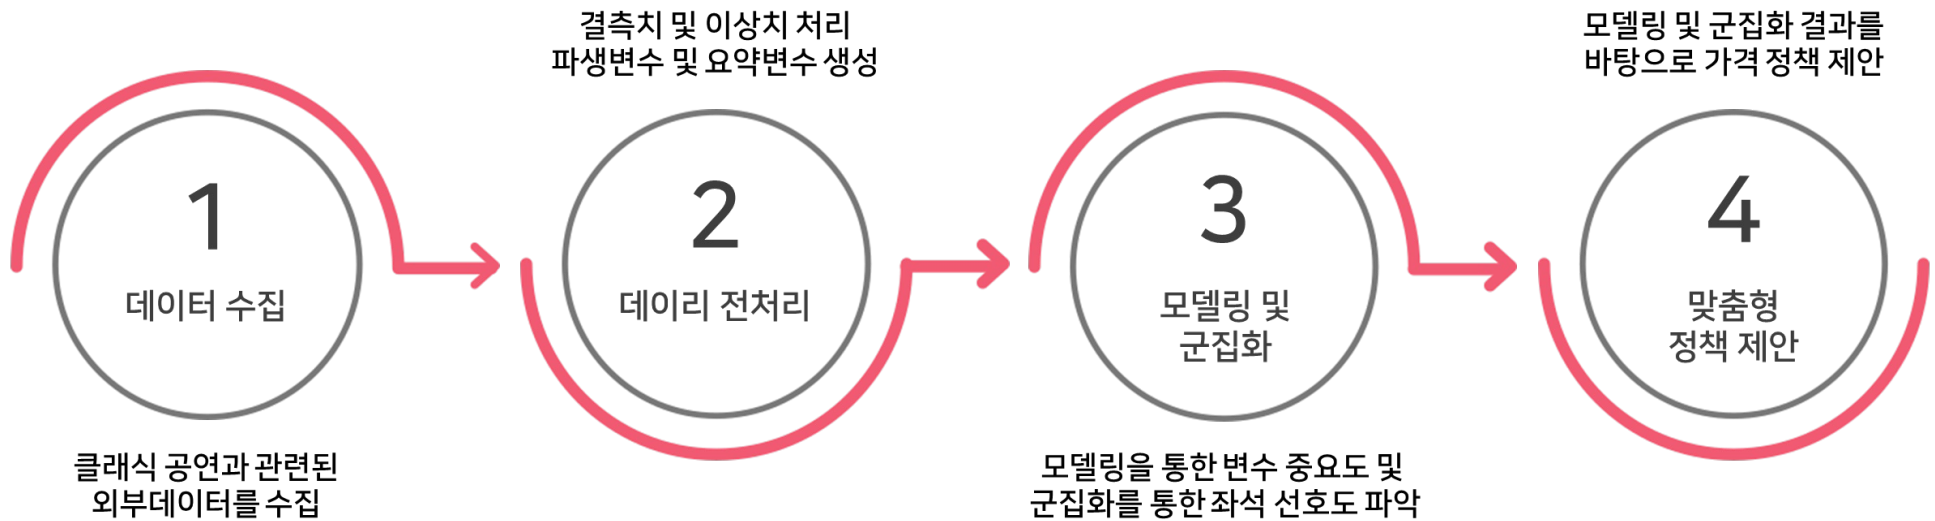 1
데이터 수집
클래식 공연과 관련된
외부데이터를 수집
결측치 및 이상치 처리
파생변수 및 요약변수 생성
2
데이리 전처리
3
모델링 및
군집화
모델링을 통한 변수 중요도 및
군집화를 통한 좌석 선호도 파악
모델링 및 군집화 결과를
바탕으로 가격 정책 제안
4
맞춤형
정책 제안